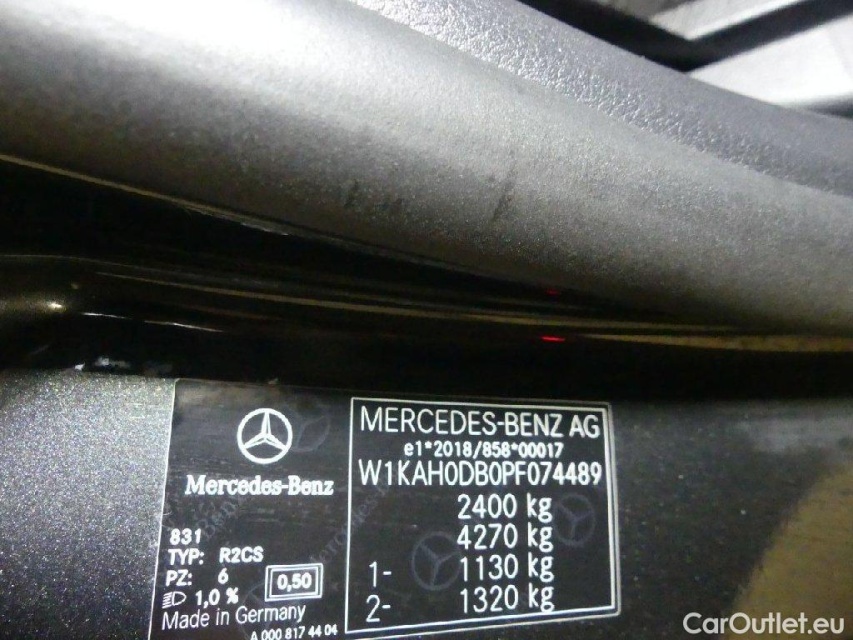 MERCEDES-BENZ AG
e1*2018/858*00017
W1KAH0DB0PF074489
2400 kg
4270 kg
1- 1130 kg
2- 1320 kg
Mercedes-Benz
831
TYP: R2CS
PZ: 6
0,50
1,0 %
Made in Germany
A 000 817 44 04
CarOutlet.eu